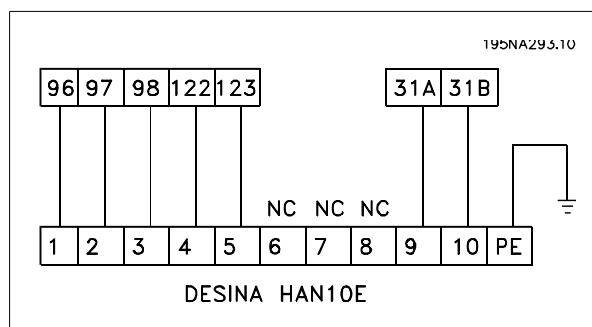 195NA293.10
96 97 98 122 123 31A 31B
NC NC NC
1 2 3 4 5 6 7 8 9 10 PE
DESINA HAN10E